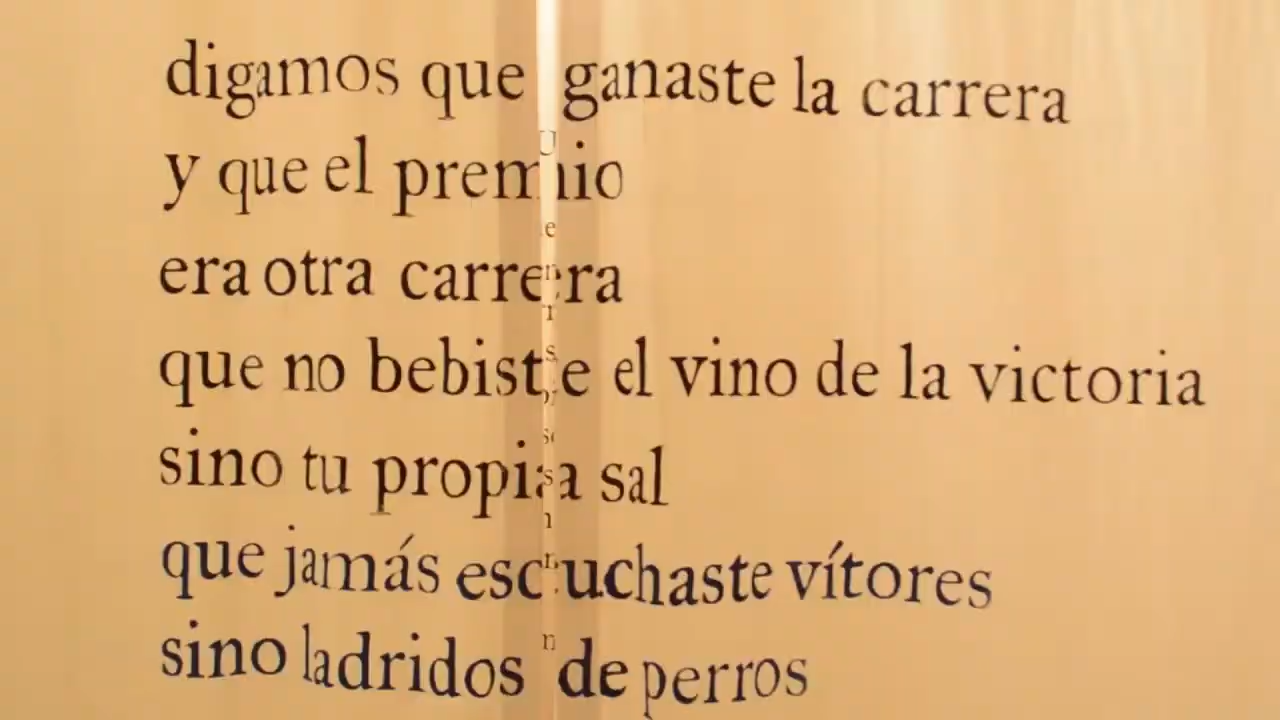 digamos que ganaste la carrera
y que el premio
era otra carrera
que no bebiste el vino de la victoria
sino tu propia sal
que jamás escuchaste vítores
sino ladridos de perros